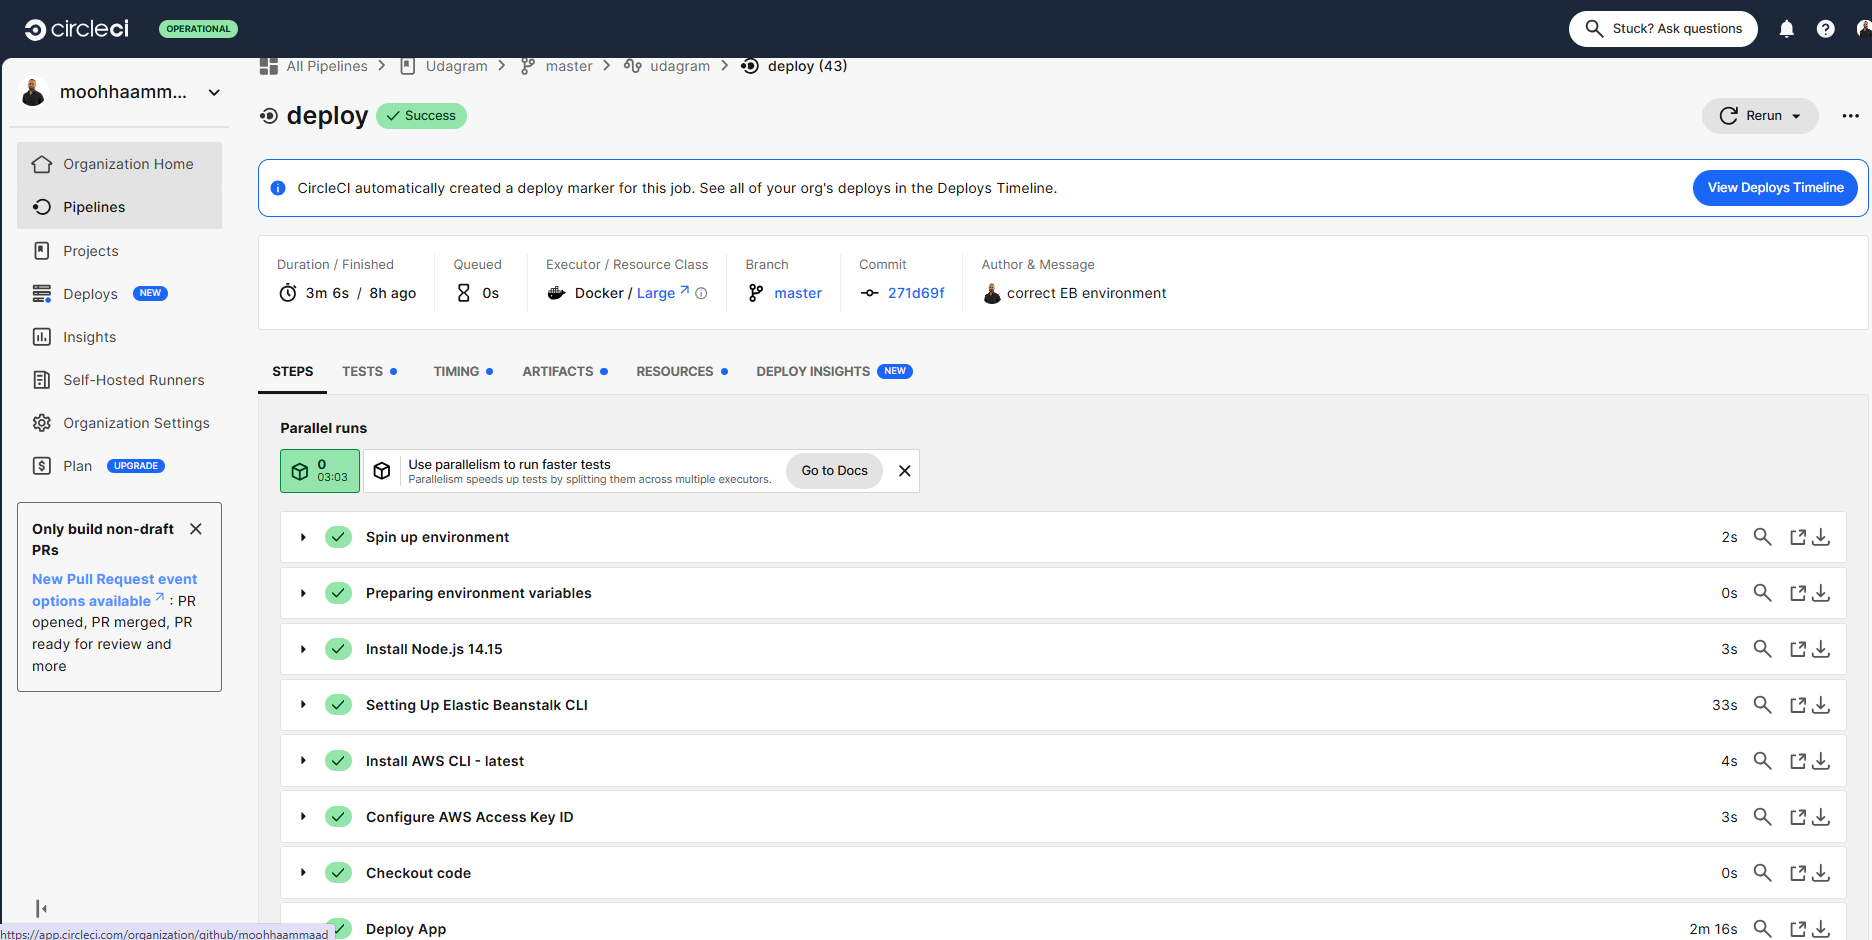 circleci
OPERATIONAL
Stuck? Ask questions
moohhaamm...
Organization Home
Pipelines
Projects
Deploys NEW
Insights
Self-Hosted Runners
Organization Settings
Plan UPGRADE
Only build non-draft
PRs
New Pull Request event
options available : PR
opened, PR merged, PR
ready for review and
more
https://app.circleci.com/organization/github/moohhaammaad
All Pipelines > Udagram > master > udagram > deploy (43)
deploy Success
Rerun
CircleCI automatically created a deploy marker for this job. See all of your org's deploys in the Deploys Timeline.
View Deploys Timeline
Duration / Finished
3m 6s / 8h ago
Queued
0s
Executor / Resource Class
Docker / Large
Branch
master
Commit
271d69f
Author & Message
correct EB environment
STEPS TESTS TIMING ARTIFACTS RESOURCES DEPLOY INSIGHTS NEW
Parallel runs
0
03:03
Use parallelism to run faster tests
Parallelism speeds up tests by splitting them across multiple executors.
Go to Docs
Spin up environment 2s
Preparing environment variables 0s
Install Node.js 14.15 3s
Setting Up Elastic Beanstalk CLI 33s
Install AWS CLI - latest 4s
Configure AWS Access Key ID 3s
Checkout code 0s
Deploy App 2m 16s